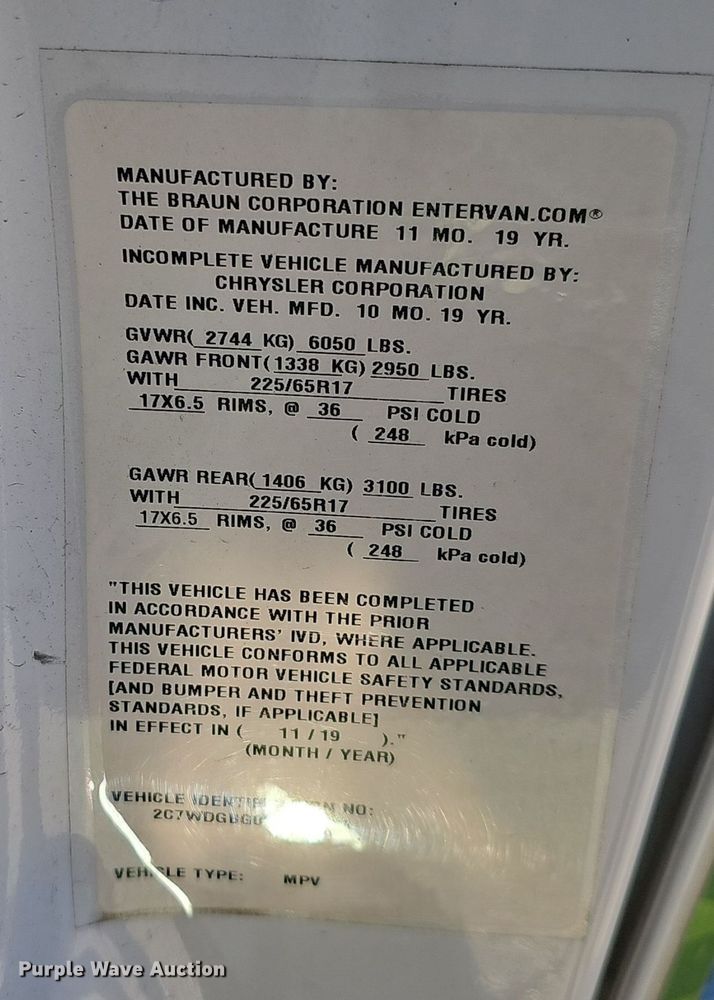 MANUFACTURED BY:
THE BRAUN CORPORATION ENTERVAN.COM®
DATE OF MANUFACTURE 11 MO. 19 YR.
INCOMPLETE VEHICLE MANUFACTURED BY:
CHRYSLER CORPORATION
DATE INC. VEH. MFD. 10 MO. 19 YR.
GVWR( 2744 KG) 6050 LBS.
GAWR FRONT(1338 KG) 2950 LBS.
WITH 225/65R17 TIRES
17X6.5 RIMS, @ 36 PSI COLD
( 248 kPa cold)
GAWR REAR(1406 KG) 3100 LBS.
WITH 225/65R17 TIRES
17X6.5 RIMS, @ 36 PSI COLD
( 248 kPa cold)
"THIS VEHICLE HAS BEEN COMPLETED
IN ACCORDANCE WITH THE PRIOR
MANUFACTURERS' IVD, WHERE APPLICABLE.
THIS VEHICLE CONFORMS TO ALL APPLICABLE
FEDERAL MOTOR VEHICLE SAFETY STANDARDS,
[AND BUMPER AND THEFT PREVENTION
STANDARDS, IF APPLICABLE]
IN EFFECT IN ( 11 / 19 )."
(MONTH / YEAR)
VEHICLE NO:
VEHICLE TYPE: MPV
Purple Wave Auction